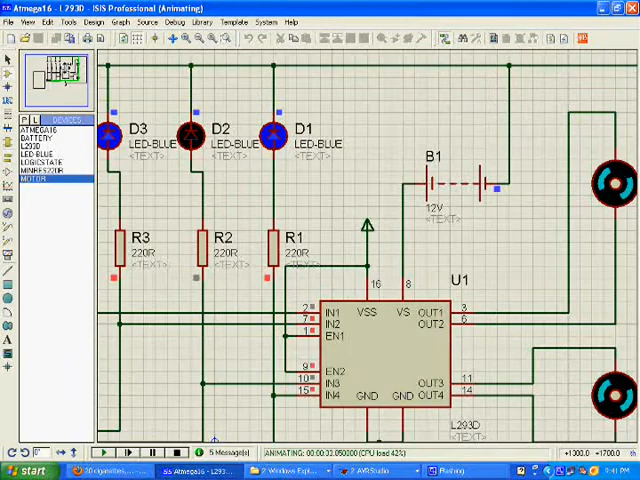 Atmega16 - L293D - ISIS Professional (Animating)
File View Edit Tools Design Graph Source Debug Library Template System Help
P L DEVICES
ATMEGA16
BATTERY
L293D
LED-BLUE
LOGICSTATE
MINRES220R
MOTOR
D3
LED-BLUE
<TEXT>
D2
LED-BLUE
<TEXT>
D1
LED-BLUE
<TEXT>
B1
12V
<TEXT>
R3
220R
<TEXT>
R2
220R
<TEXT>
R1
220R
<TEXT>
U1
16 8
2 IN1 VSS VS OUT1 3
7 IN2 OUT2 6
1 EN1
9 EN2
10 IN3 OUT3 11
15 IN4 GND GND OUT4 14
L293D
<TEXT>
0°
5 Message(s)
ANIMATING: 00:00:33.050000 (CPU load 42%)
+1300.0 +1700.0
start
Atmega16 - L293...
2 Windows Explo...
2 AVRStudio
Flashing
9:41 PM